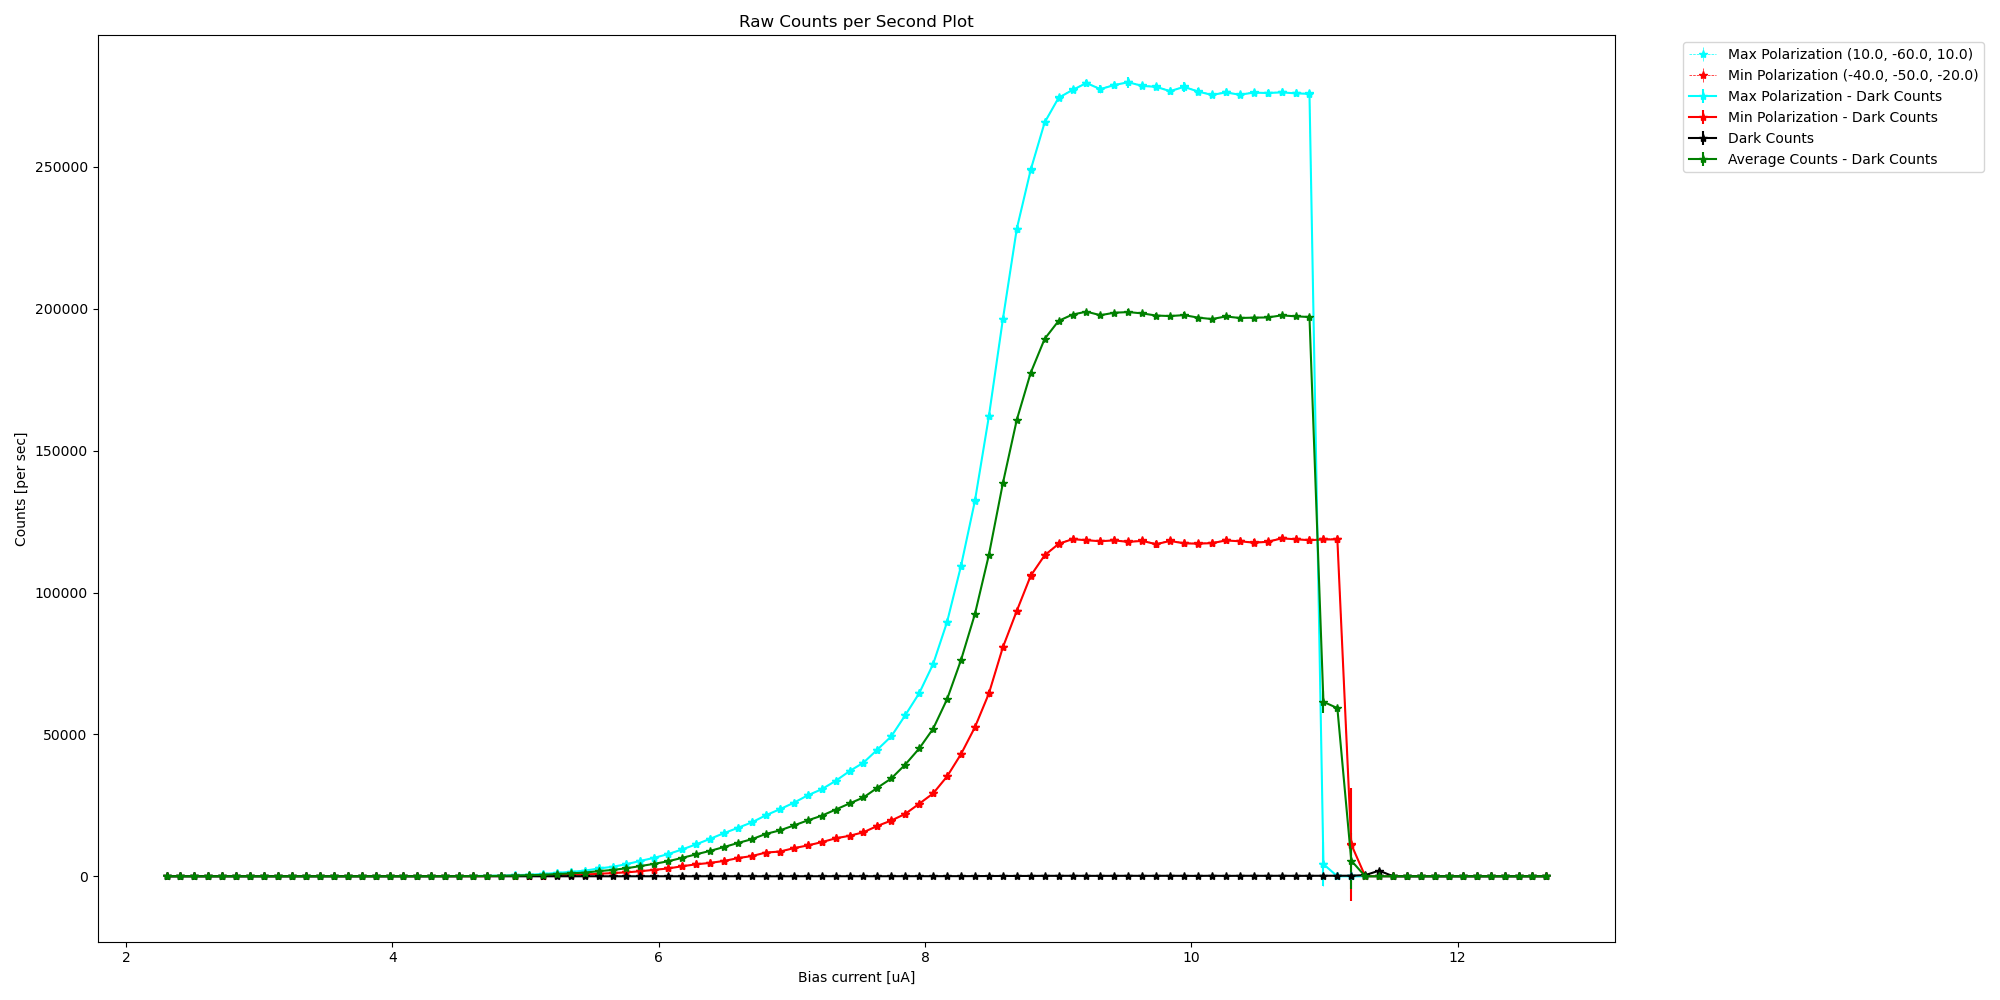 Raw Counts per Second Plot
Max Polarization (10.0, -60.0, 10.0)
Min Polarization (-40.0, -50.0, -20.0)
Max Polarization - Dark Counts
Min Polarization - Dark Counts
Dark Counts
Average Counts - Dark Counts
Counts [per sec]
250000
200000
150000
100000
50000
0
2 4 6 8 10 12
Bias current [uA]